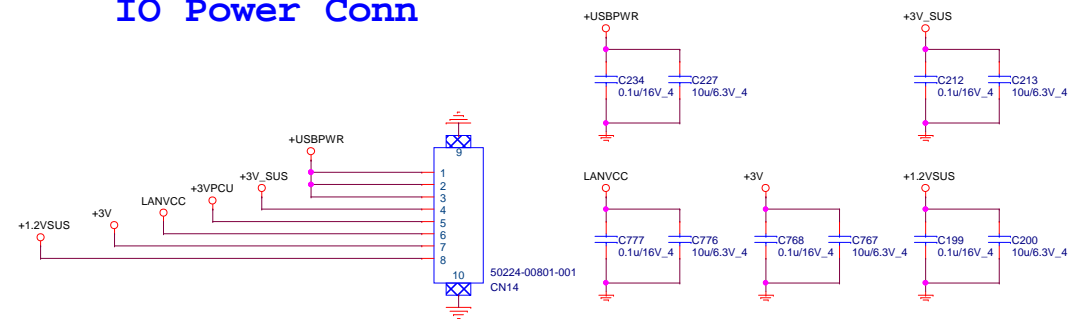 IO Power Conn
+USBPWR
C234
0.1u/16V_4
C227
10u/6.3V_4
+3V_SUS
C212
0.1u/16V_4
C213
10u/6.3V_4
+USBPWR
+3V_SUS
+3VPCU
LANVCC
+3V
+1.2VSUS
9
1
2
3
4
5
6
7
8
10
50224-00801-001
CN14
LANVCC
C777
0.1u/16V_4
C776
10u/6.3V_4
+3V
C768
0.1u/16V_4
C767
10u/6.3V_4
+1.2VSUS
C199
0.1u/16V_4
C200
10u/6.3V_4